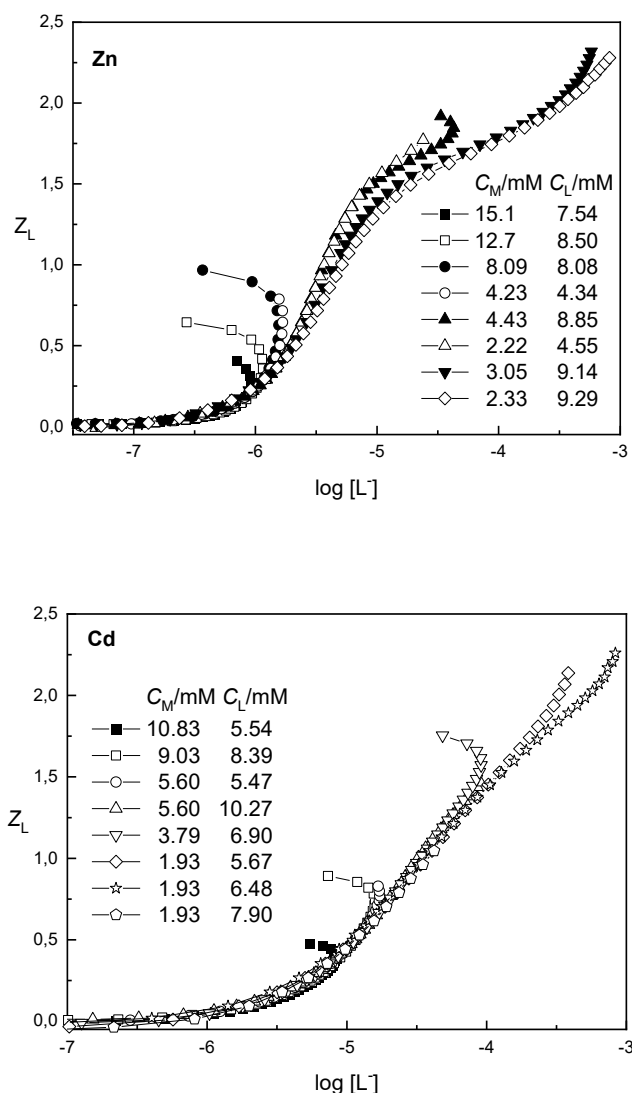 Zn
2,5
2,0
1,5
1,0
0,5
0,0
Z_L
C_M/mM C_L/mM
15.1 7.54
12.7 8.50
8.09 8.08
4.23 4.34
4.43 8.85
2.22 4.55
3.05 9.14
2.33 9.29
-7 -6 -5 -4 -3
log [L⁻]
Cd
2,5
2,0
1,5
1,0
0,5
0,0
Z_L
C_M/mM C_L/mM
10.83 5.54
9.03 8.39
5.60 5.47
5.60 10.27
3.79 6.90
1.93 5.67
1.93 6.48
1.93 7.90
-7 -6 -5 -4 -3
log [L⁻]